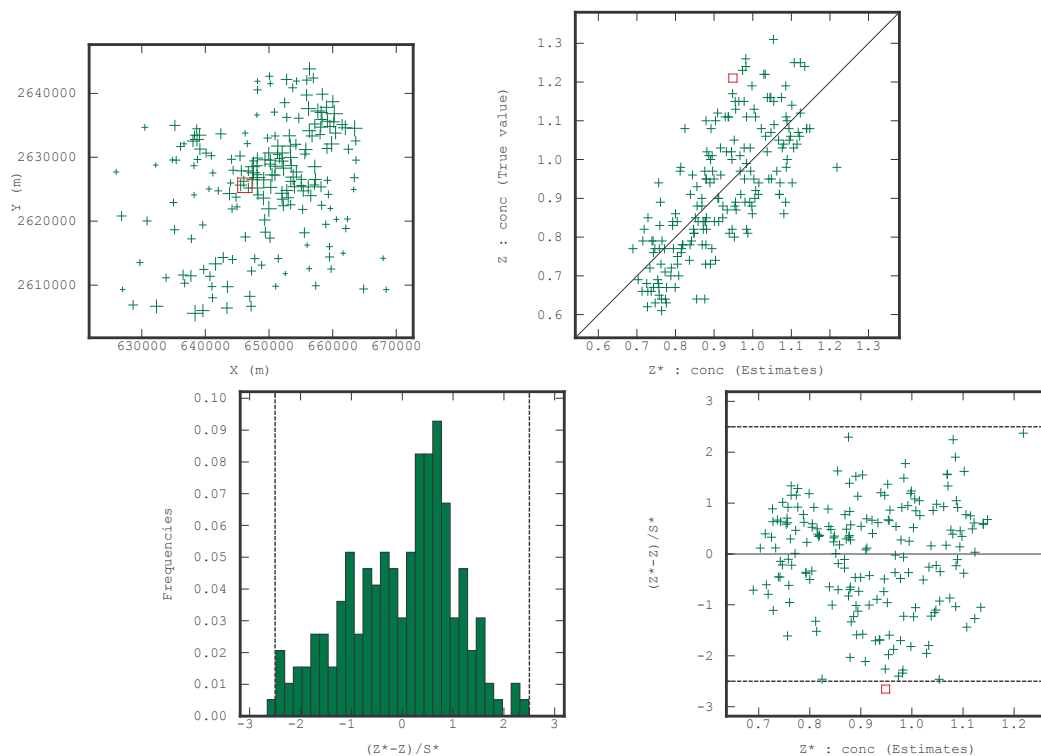 2640000
2630000
2620000
2610000
Y (m)
630000 640000 650000 660000 670000
X (m)
1.3
1.2
1.1
1.0
0.9
0.8
0.7
0.6
Z : conc (True value)
0.6 0.7 0.8 0.9 1.0 1.1 1.2 1.3
Z* : conc (Estimates)
0.10
0.09
0.08
0.07
0.06
0.05
0.04
0.03
0.02
0.01
0.00
Frequencies
−3 −2 −1 0 1 2 3
(Z*-Z)/S*
3
2
1
0
−1
−2
−3
(Z*-Z)/S*
0.7 0.8 0.9 1.0 1.1 1.2
Z* : conc (Estimates)